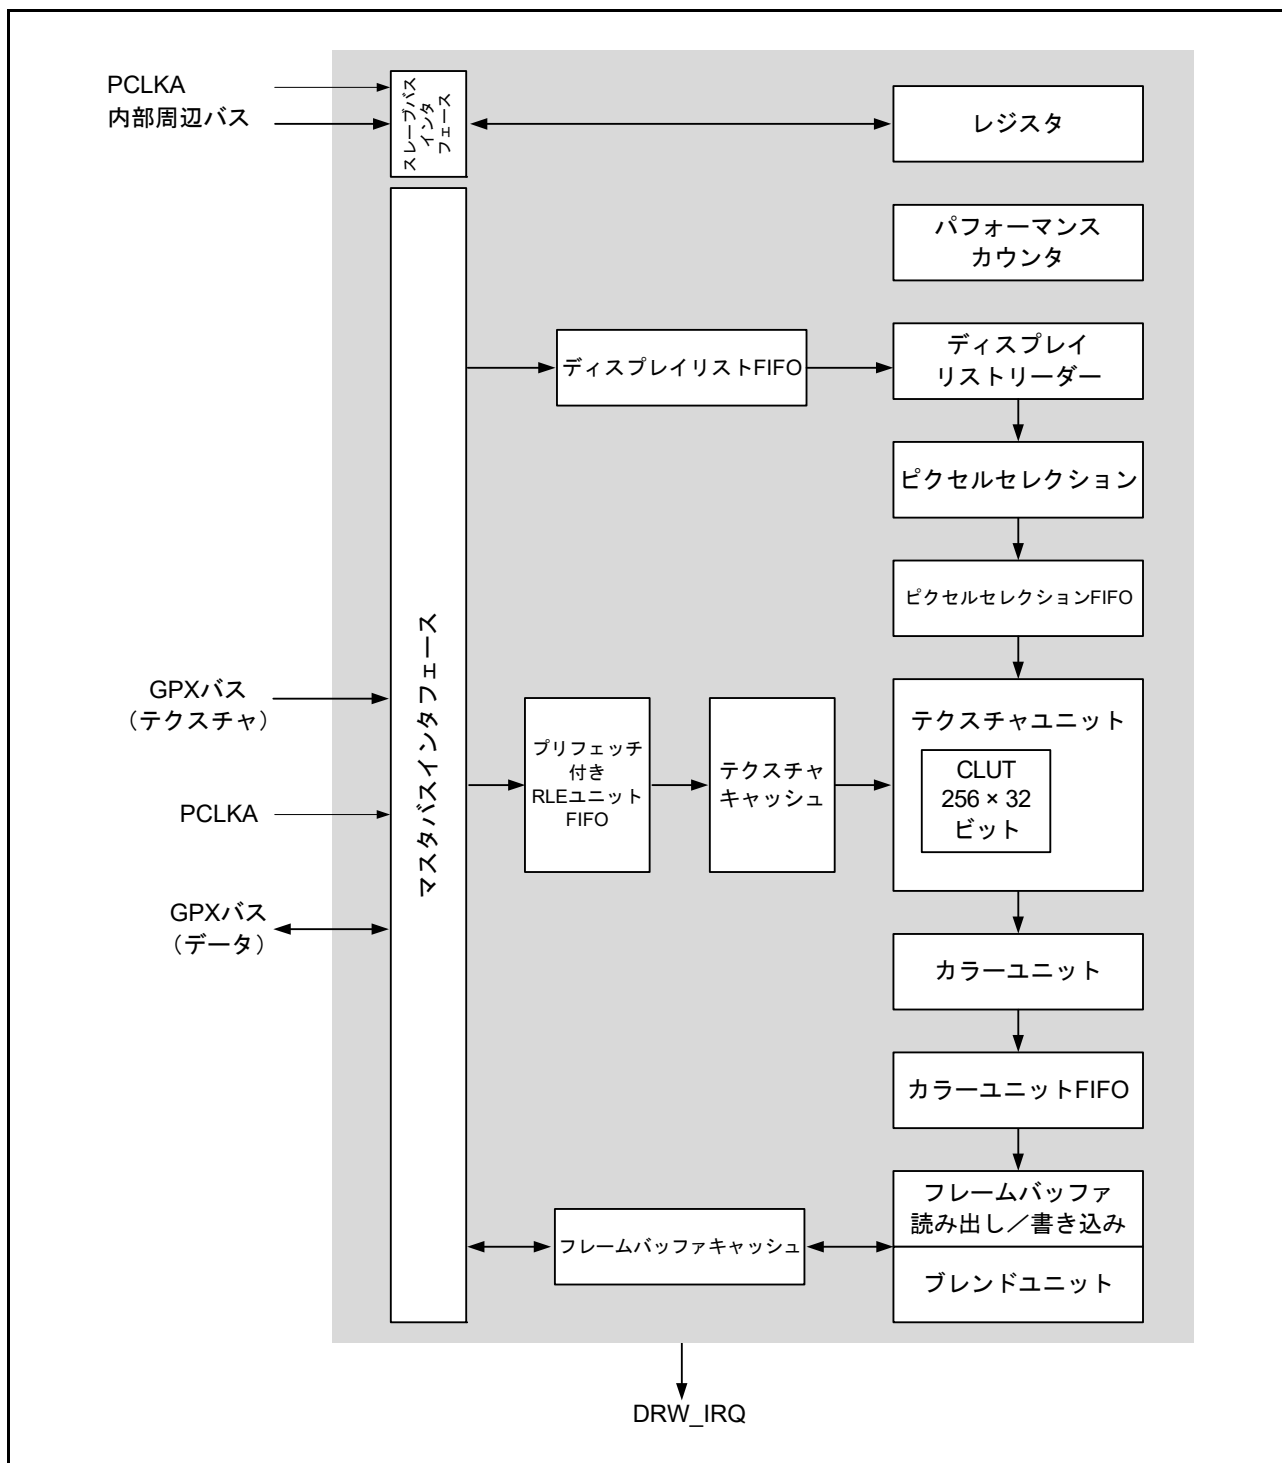 PCLKA
内部周辺バス
スレーブバス
インタ
フェース
レジスタ
パフォーマンス
カウンタ
ディスプレイリストFIFO
ディスプレイ
リストリーダー
ピクセルセレクション
ピクセルセレクションFIFO
マスタバスインタフェース
GPXバス
（テクスチャ）
プリフェッチ
付き
RLEユニット
FIFO
テクスチャ
キャッシュ
テクスチャユニット
CLUT
256 × 32
ビット
PCLKA
GPXバス
（データ）
カラーユニット
カラーユニットFIFO
フレームバッファ
読み出し／書き込み
フレームバッファキャッシュ
ブレンドユニット
DRW_IRQ